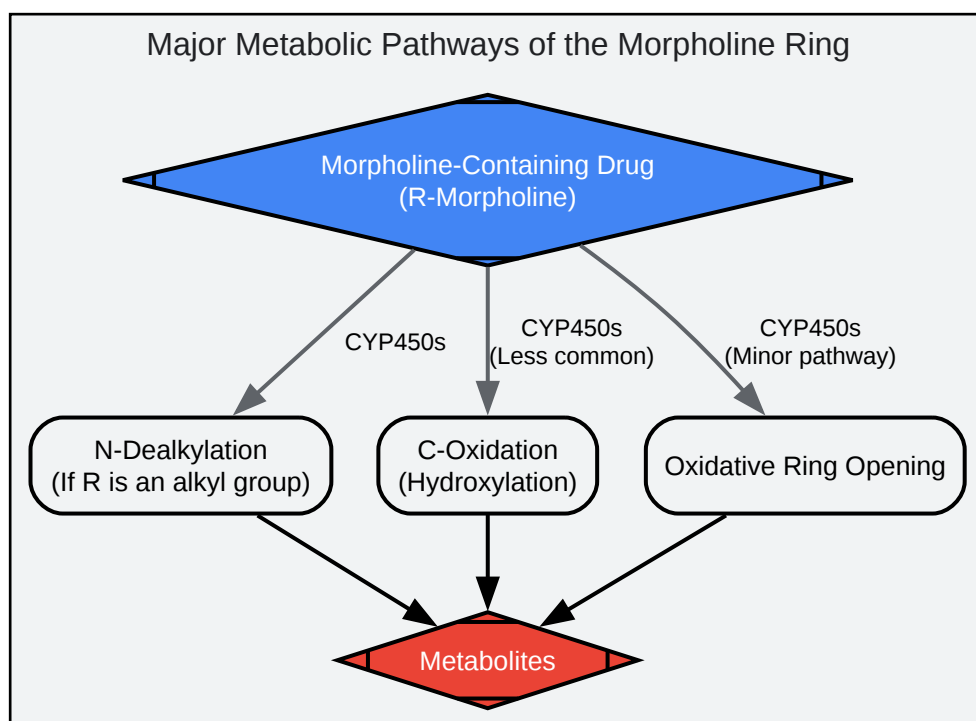 Major Metabolic Pathways of the Morpholine Ring
Morpholine-Containing Drug
(R-Morpholine)
CYP450s
CYP450s
(Less common)
CYP450s
(Minor pathway)
N-Dealkylation
(If R is an alkyl group)
C-Oxidation
(Hydroxylation)
Oxidative Ring Opening
Metabolites